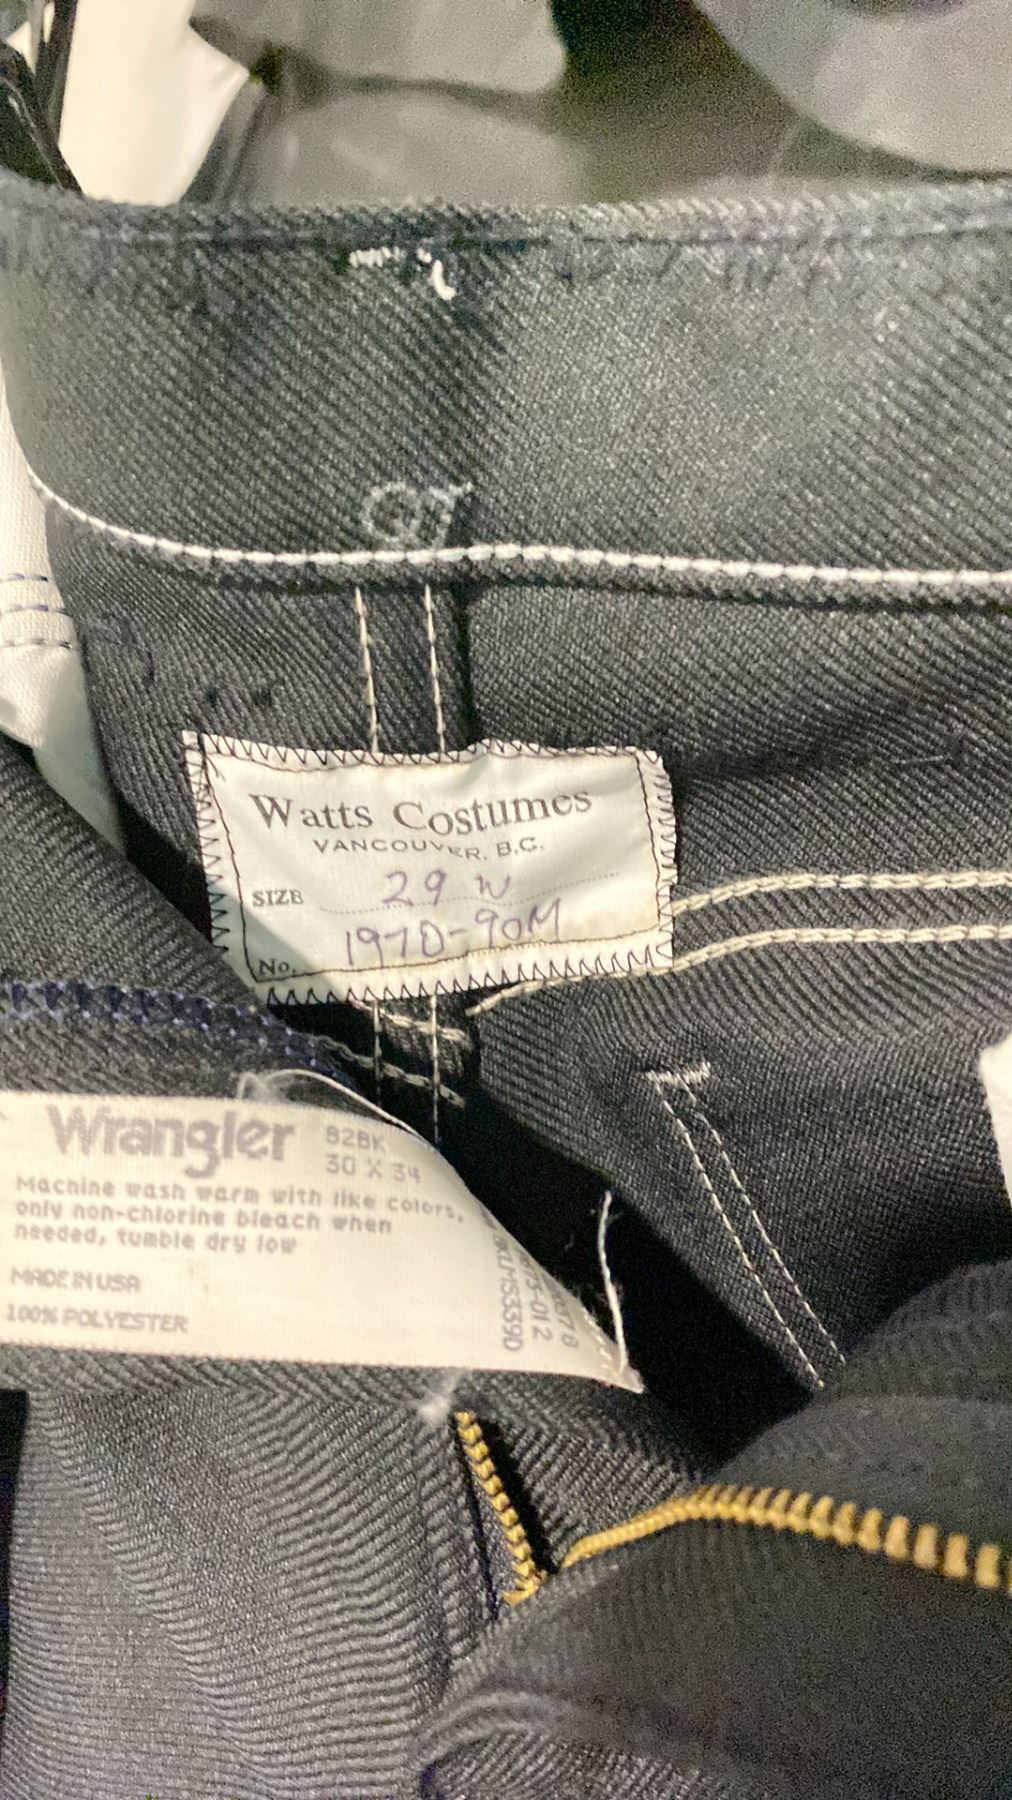 Watts Costumes
VANCOUVER, B.C.
SIZE 29 W
No. 1970-90M
Wrangler
82BK
30 X 34
Machine wash warm with like colors,
only non-chlorine bleach when
needed, tumble dry low
MADE IN USA
100% POLYESTER